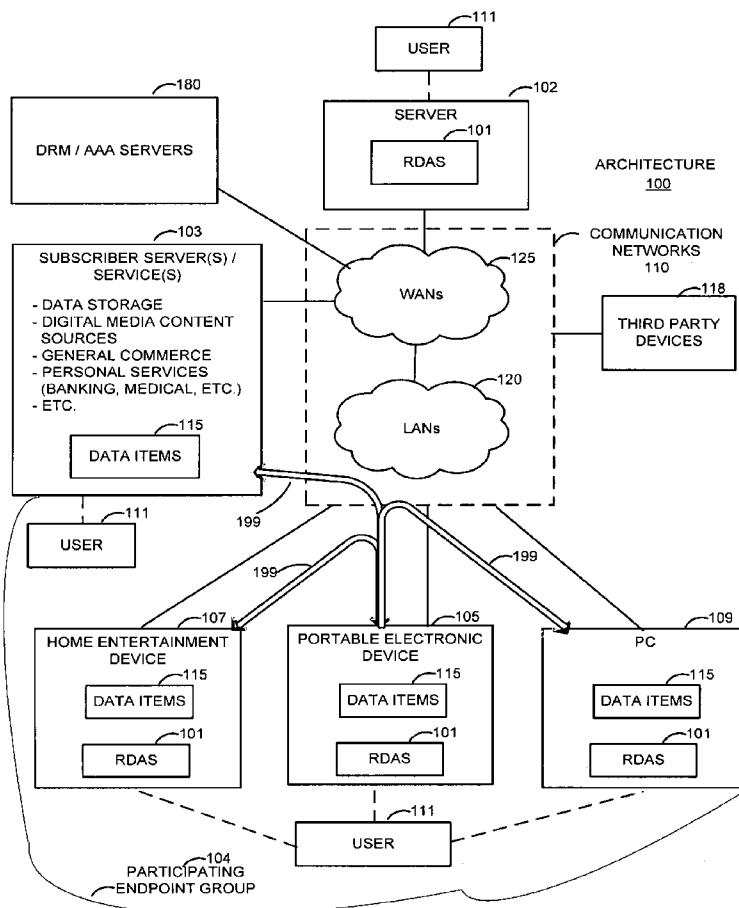 111
USER
180
102
DRM / AAA SERVERS
SERVER
101
RDAS
ARCHITECTURE
100
103
SUBSCRIBER SERVER(S) /
SERVICE(S)
- DATA STORAGE
- DIGITAL MEDIA CONTENT
SOURCES
- GENERAL COMMERCE
- PERSONAL SERVICES
(BANKING, MEDICAL, ETC.)
- ETC.
115
DATA ITEMS
125
WANs
COMMUNICATION
NETWORKS
110
118
THIRD PARTY
DEVICES
120
LANs
111
USER
199
199
199
107
HOME ENTERTAINMENT
DEVICE
115
DATA ITEMS
101
RDAS
105
PORTABLE ELECTRONIC
DEVICE
115
DATA ITEMS
101
RDAS
109
PC
115
DATA ITEMS
101
RDAS
111
USER
104
PARTICIPATING
ENDPOINT GROUP